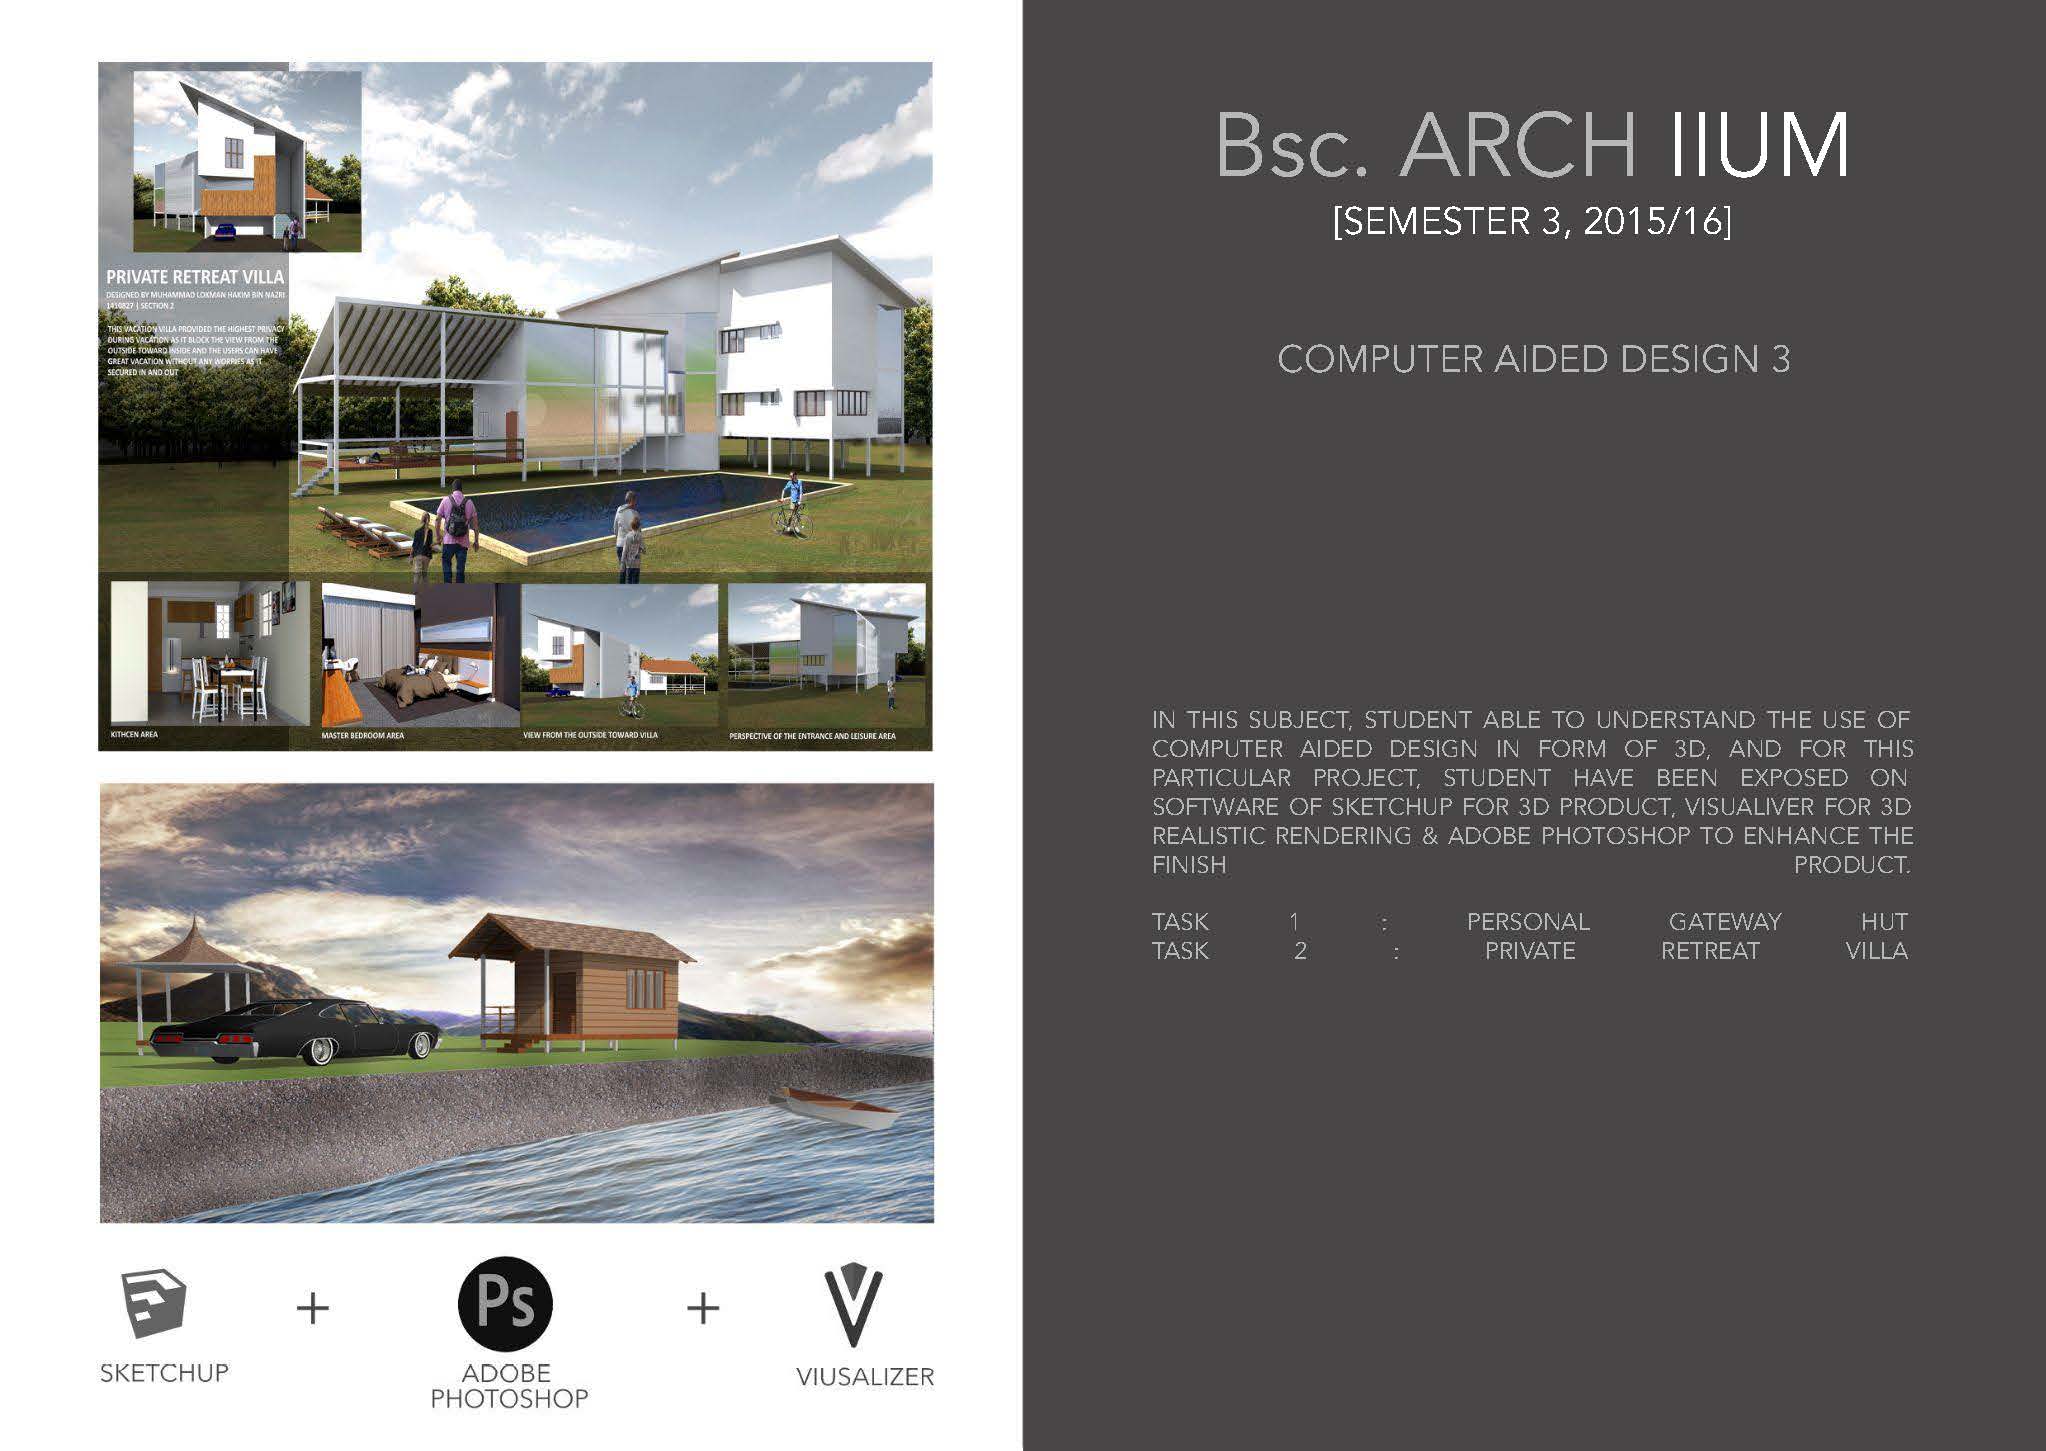 PRIVATE RETREAT VILLA
DESIGNED BY MUHAMMAD LOKMAN HAKIM BIN NAZRI
1410827 | SECTION 2
THIS VACATION VILLA PROVIDED THE HIGHEST PRIVACY
DURING VACATION AS IT BLOCK THE VIEW FROM THE
OUTSIDE TOWARD INSIDE AND THE USERS CAN HAVE
GREAT VACATION WITHOUT ANY WORRIES AS IT
SECURED IN AND OUT
KITHCEN AREA
MASTER BEDROOM AREA
VIEW FROM THE OUTSIDE TOWARD VILLA
PERSPECTIVE OF THE ENTRANCE AND LEISURE AREA
SKETCHUP
+
Ps
ADOBE
PHOTOSHOP
+
VIUSALIZER
Bsc. ARCH IIUM
[SEMESTER 3, 2015/16]
COMPUTER AIDED DESIGN 3
IN THIS SUBJECT, STUDENT ABLE TO UNDERSTAND THE USE OF
COMPUTER AIDED DESIGN IN FORM OF 3D, AND FOR THIS
PARTICULAR PROJECT, STUDENT HAVE BEEN EXPOSED ON
SOFTWARE OF SKETCHUP FOR 3D PRODUCT, VISUALIVER FOR 3D
REALISTIC RENDERING & ADOBE PHOTOSHOP TO ENHANCE THE
FINISH PRODUCT.
TASK 1 : PERSONAL GATEWAY HUT
TASK 2 : PRIVATE RETREAT VILLA